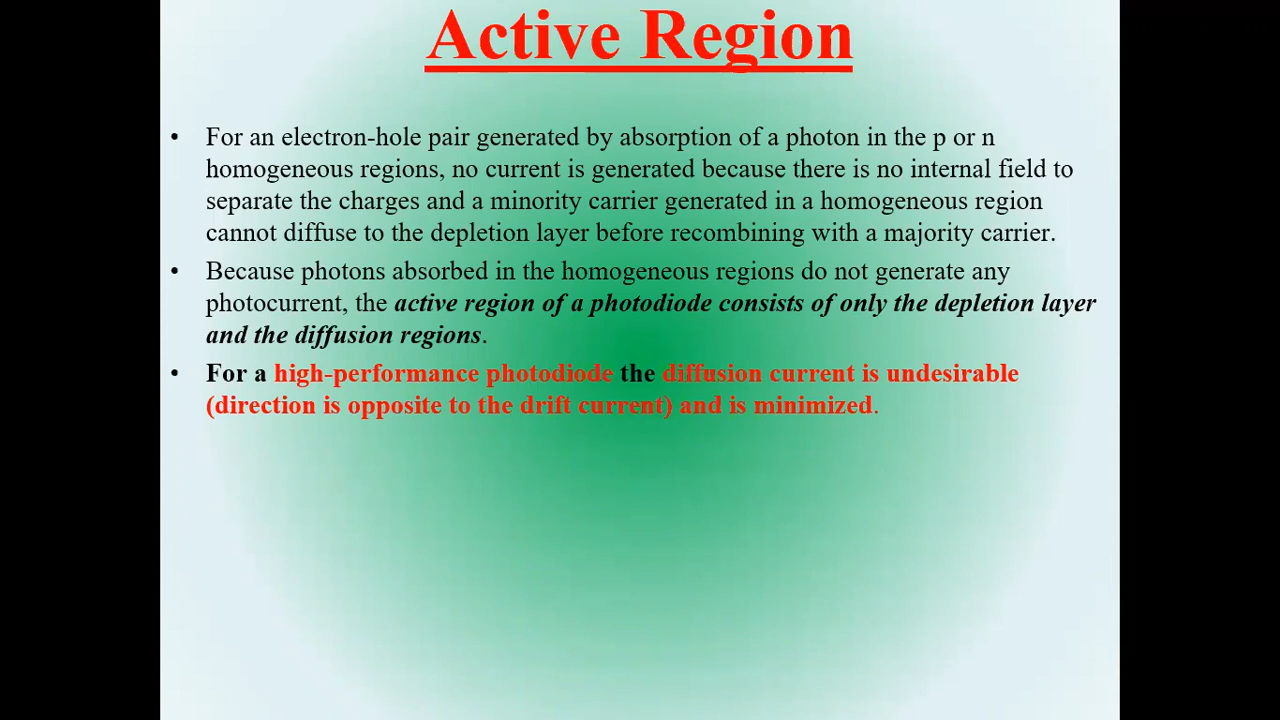 Active Region
• For an electron-hole pair generated by absorption of a photon in the p or n
homogeneous regions, no current is generated because there is no internal field to
separate the charges and a minority carrier generated in a homogeneous region
cannot diffuse to the depletion layer before recombining with a majority carrier.
• Because photons absorbed in the homogeneous regions do not generate any
photocurrent, the active region of a photodiode consists of only the depletion layer
and the diffusion regions.
• For a high-performance photodiode the diffusion current is undesirable
(direction is opposite to the drift current) and is minimized.